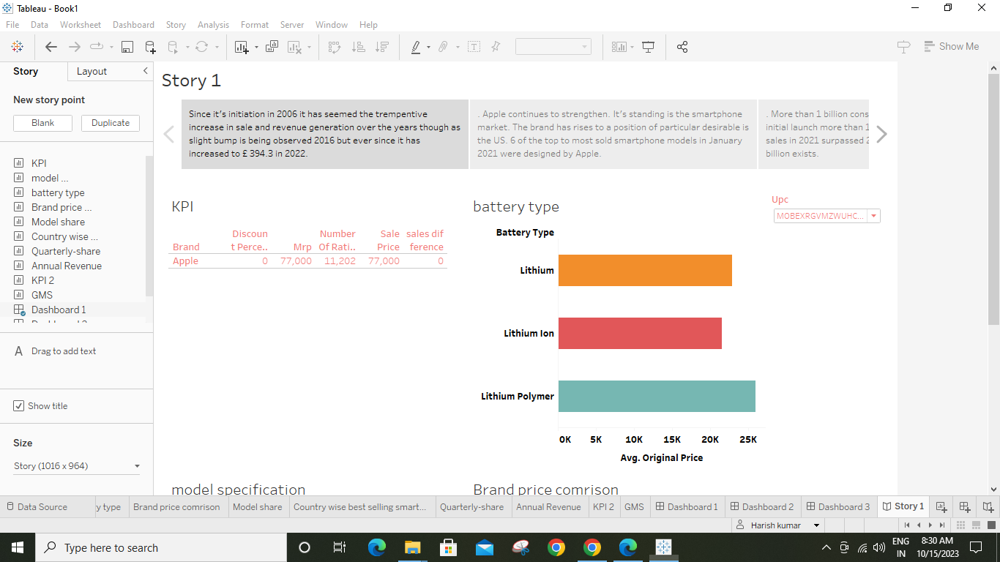 Tableau - Book1
File Data Worksheet Dashboard Story Analysis Format Server Window Help
Show Me
Story Layout
New story point
Blank Duplicate
KPI
model ...
battery type
Brand price ...
Model share
Country wise ...
Quarterly-share
Annual Revenue
KPI 2
GMS
Dashboard 1
A Drag to add text
Show title
Size
Story (1016 x 964)
Story 1
Since it's initiation in 2006 it has seemed the trempentive
increase in sale and revenue generation over the years though as
slight bump is being observed 2016 but ever since it has
increased to £ 394.3 in 2022.
. Apple continues to strengthen. It's standing is the smartphone
market. The brand has rises to a position of particular desirable is
the US. 6 of the top to most sold smartphone models in January
2021 were designed by Apple.
. More than 1 billion cons
initial launch more than 1
sales in 2021 surpassed 2
billion exists.
KPI
Discoun Number Sale sales dif
Brand t Perce.. Mrp Of Rati.. Price ference
Apple 0 77,000 11,202 77,000 0
battery type
Battery Type
Lithium
Lithium Ion
Lithium Polymer
0K 5K 10K 15K 20K 25K
Avg. Original Price
Upc
MOBEXRGVMZWUHC...
model specification
Brand price comrison
Data Source y type Brand price comrison Model share Country wise best selling smart... Quarterly-share Annual Revenue KPI 2 GMS Dashboard 1 Dashboard 2 Dashboard 3 Story 1
Harish kumar
Type here to search
ENG
IN
8:30 AM
10/15/2023